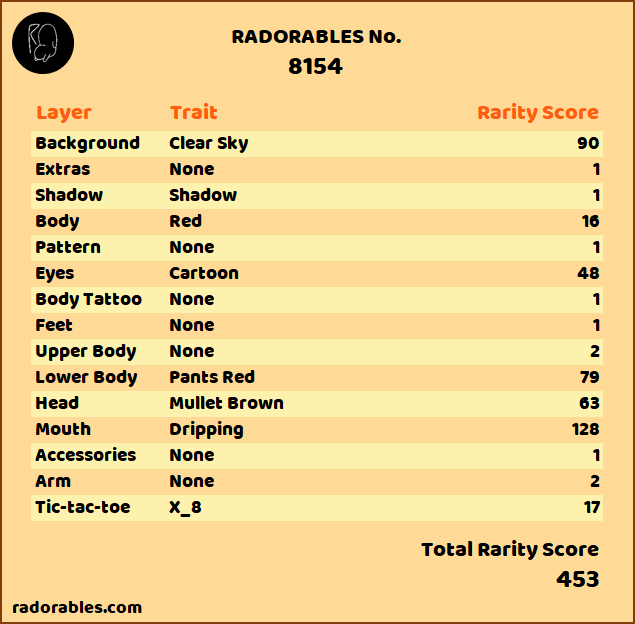 RADORABLES No.
8154
Layer Trait Rarity Score
Background Clear Sky 90
Extras None 1
Shadow Shadow 1
Body Red 16
Pattern None 1
Eyes Cartoon 48
Body Tattoo None 1
Feet None 1
Upper Body None 2
Lower Body Pants Red 79
Head Mullet Brown 63
Mouth Dripping 128
Accessories None 1
Arm None 2
Tic-tac-toe X_8 17
Total Rarity Score
453
radorables.com